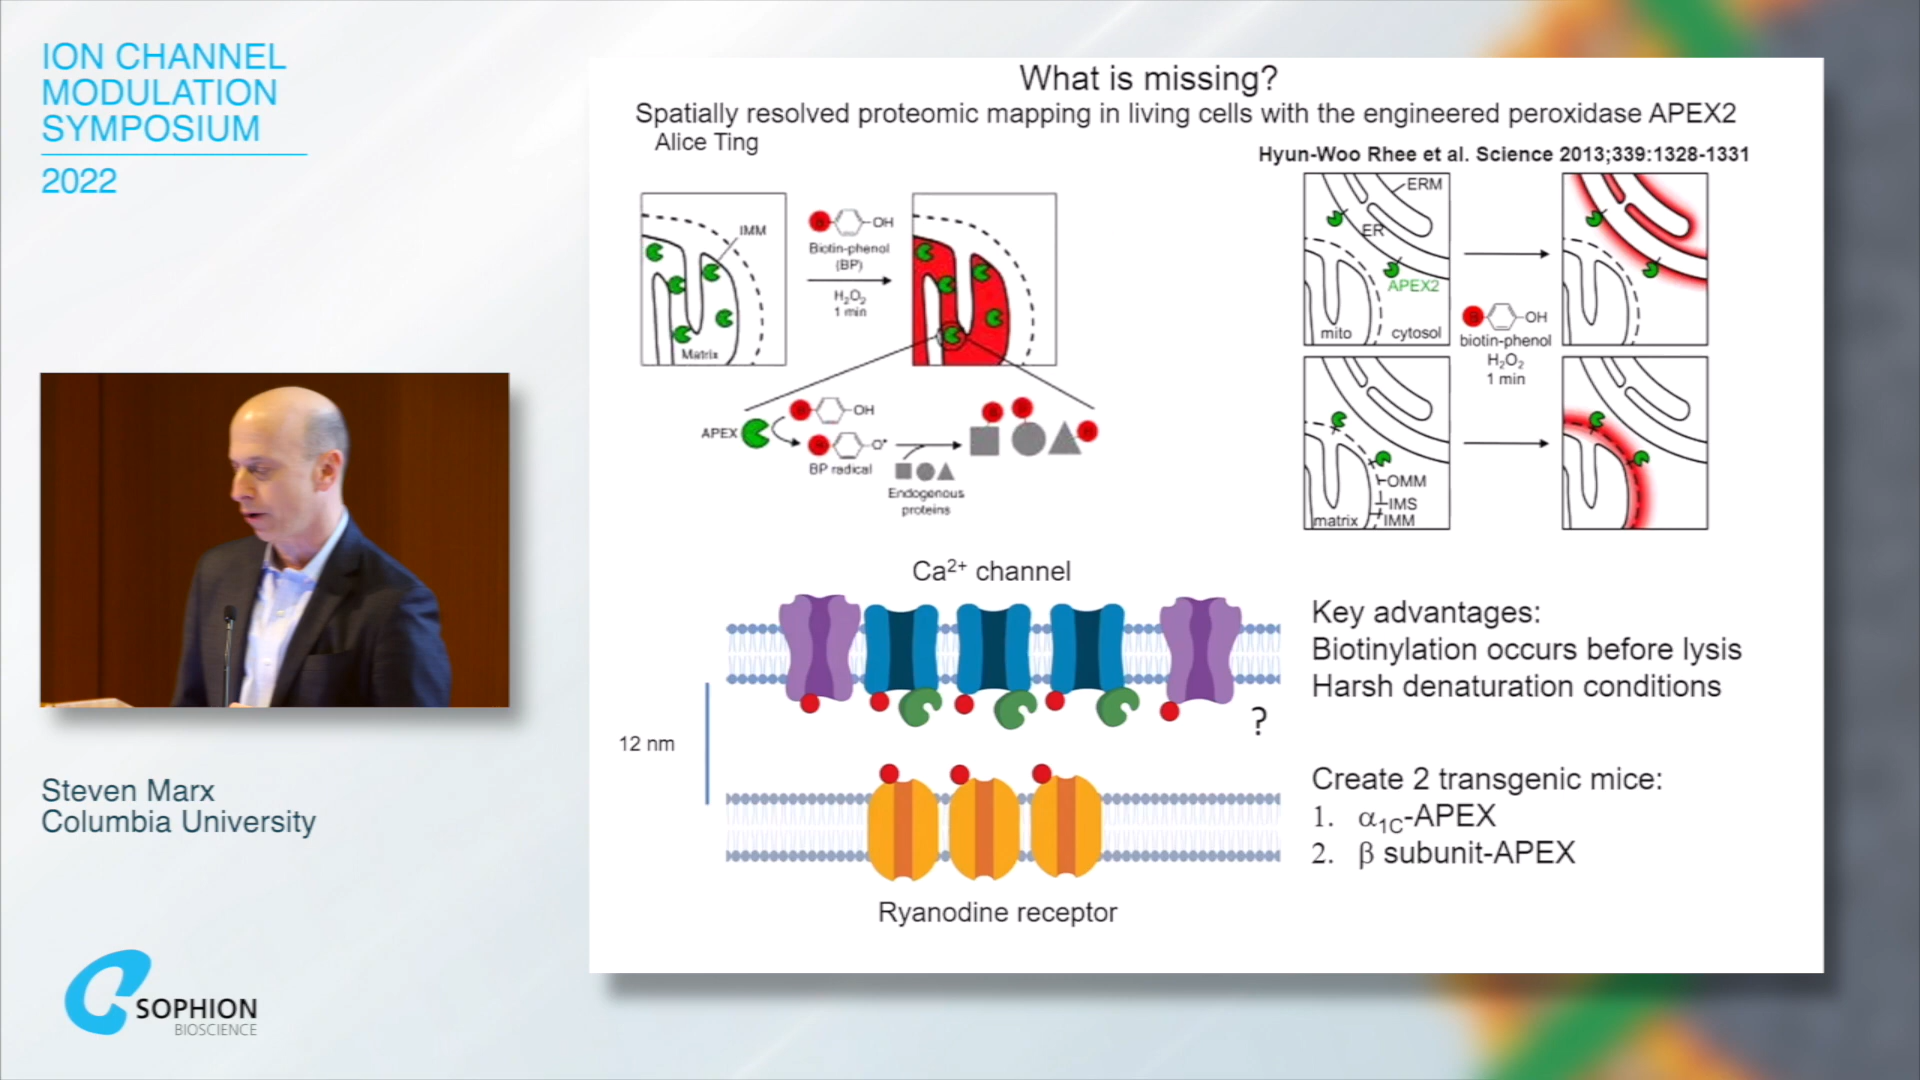 ION CHANNEL
MODULATION
SYMPOSIUM
2022
Steven Marx
Columbia University
SOPHION
BIOSCIENCE
What is missing?
Spatially resolved proteomic mapping in living cells with the engineered peroxidase APEX2
Alice Ting
Hyun-Woo Rhee et al. Science 2013;339:1328-1331
IMM
Matrix
B
OH
Biotin-phenol
(BP)
H₂O₂
1 min
APEX
B
OH
B
O•
BP radical
Endogenous
proteins
B
B
B
ERM
ER
APEX2
mito
cytosol
B
OH
biotin-phenol
H₂O₂
1 min
OMM
IMS
matrix
IMM
Ca²⁺ channel
12 nm
?
Ryanodine receptor
Key advantages:
Biotinylation occurs before lysis
Harsh denaturation conditions
Create 2 transgenic mice:
1. α₁C-APEX
2. β subunit-APEX